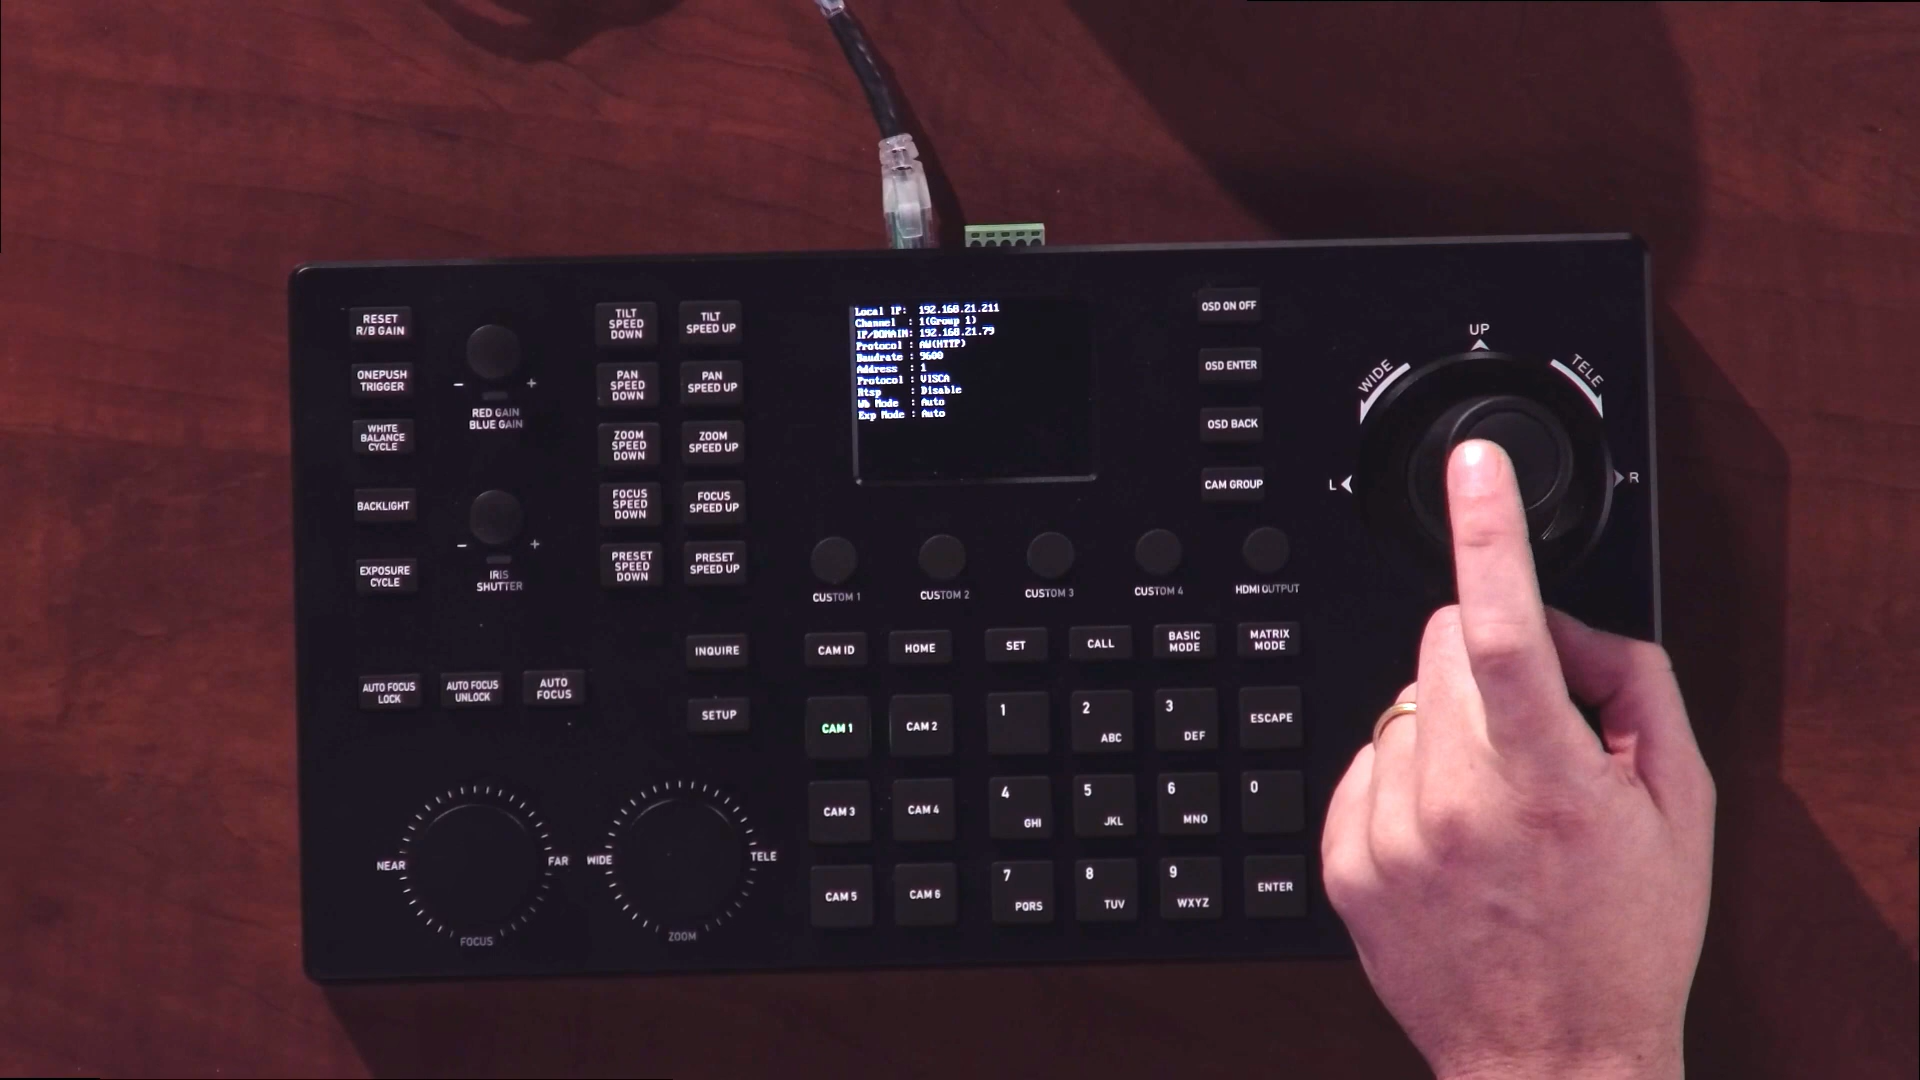 RESET
R/B GAIN
ONEPUSH
TRIGGER
WHITE
BALANCE
CYCLE
BACKLIGHT
EXPOSURE
CYCLE
- +
RED GAIN
BLUE GAIN
- +
IRIS
SHUTTER
TILT
SPEED
DOWN
TILT
SPEED UP
PAN
SPEED
DOWN
PAN
SPEED UP
ZOOM
SPEED
DOWN
ZOOM
SPEED UP
FOCUS
SPEED
DOWN
FOCUS
SPEED UP
PRESET
SPEED
DOWN
PRESET
SPEED UP
Local IP: 192.168.21.211
Channel : 1(Group 1)
IP/DOMAIN: 192.168.21.79
Protocol : AW(HTTP)
Baudrate : 9600
Address : 1
Protocol : VISCA
Rtsp : Disable
Wb Mode : Auto
Exp Mode : Auto
OSD ON OFF
OSD ENTER
OSD BACK
CAM GROUP
UP
WIDE
TELE
L
R
CUSTOM 1
CUSTOM 2
CUSTOM 3
CUSTOM 4
HDMI OUTPUT
INQUIRE
SETUP
AUTO FOCUS
LOCK
AUTO FOCUS
UNLOCK
AUTO
FOCUS
CAM ID
HOME
SET
CALL
BASIC
MODE
MATRIX
MODE
CAM 1
CAM 2
1
2
ABC
3
DEF
ESCAPE
CAM 3
CAM 4
4
GHI
5
JKL
6
MNO
0
CAM 5
CAM 6
7
PQRS
8
TUV
9
WXYZ
ENTER
NEAR
FAR
FOCUS
WIDE
TELE
ZOOM